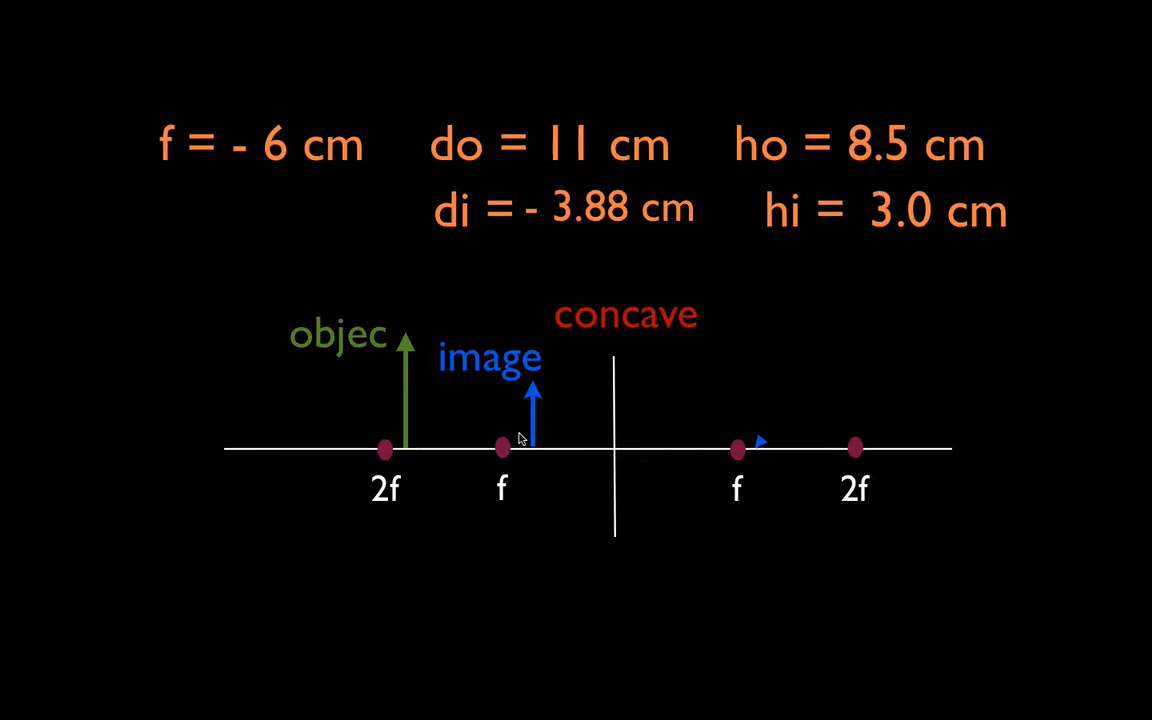 f = - 6 cm do = 11 cm ho = 8.5 cm
di = - 3.88 cm hi = 3.0 cm
concave
objec
image
2f f f 2f